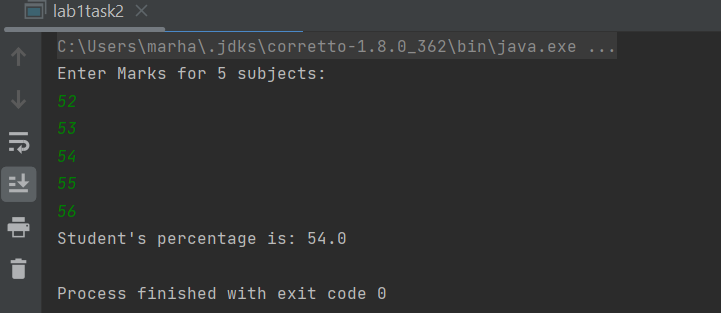 lab1task2
C:\Users\marha\.jdks\corretto-1.8.0_362\bin\java.exe ...
Enter Marks for 5 subjects:
52
53
54
55
56
Student's percentage is: 54.0
Process finished with exit code 0